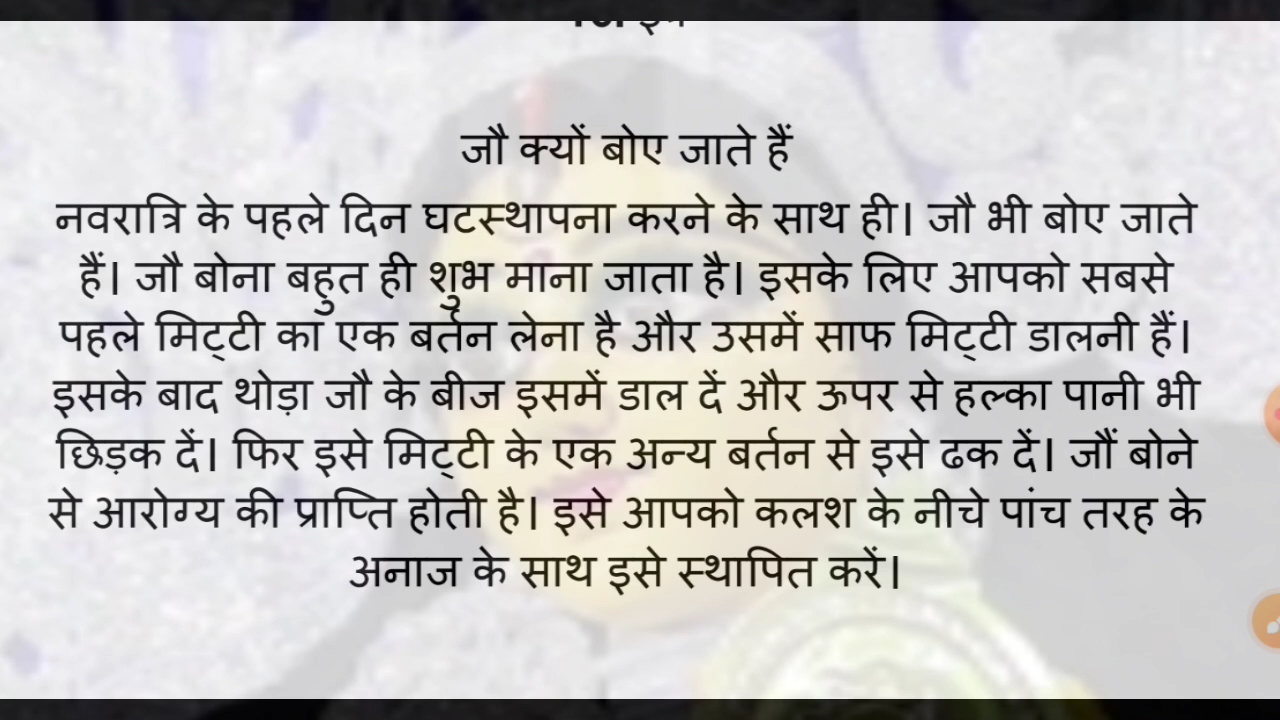 जौ क्यों बोए जाते हैं
नवरात्रि के पहले दिन घटस्थापना करने के साथ ही। जौ भी बोए जाते
हैं। जौ बोना बहुत ही शुभ माना जाता है। इसके लिए आपको सबसे
पहले मिट्टी का एक बर्तन लेना है और उसमें साफ मिट्टी डालनी हैं।
इसके बाद थोड़ा जौ के बीज इसमें डाल दें और ऊपर से हल्का पानी भी
छिड़क दें। फिर इसे मिट्टी के एक अन्य बर्तन से इसे ढक दें। जौं बोने
से आरोग्य की प्राप्ति होती है। इसे आपको कलश के नीचे पांच तरह के
अनाज के साथ इसे स्थापित करें।